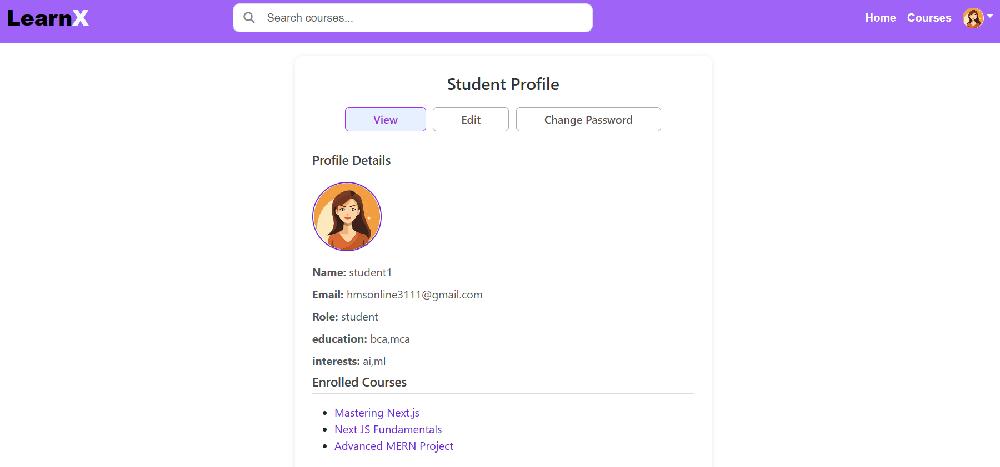 LearnX
Search courses...
Home Courses
Student Profile
View Edit Change Password
Profile Details
Name: student1
Email: hmsonline3111@gmail.com
Role: student
education: bca,mca
interests: ai,ml
Enrolled Courses
Mastering Next.js
Next JS Fundamentals
Advanced MERN Project